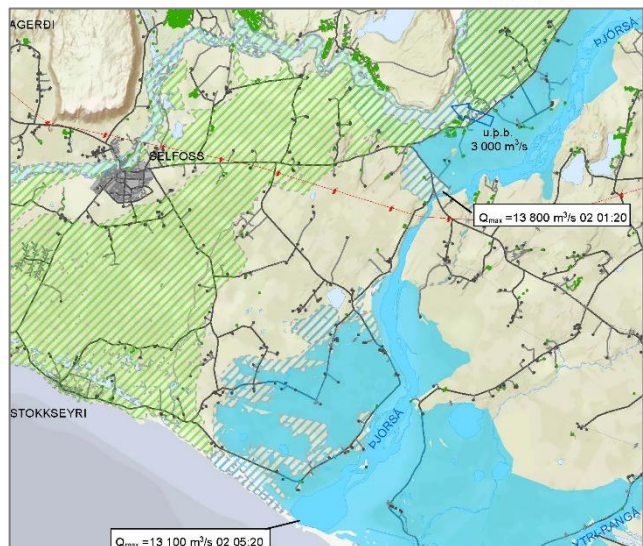 AGERÐI
ÞJÓRSÁ
u.þ.b.
3 000 m³/s
SELFOSS
Qmax =13 800 m³/s 02 01:20
STOKKSEYRI
ÞJÓRSÁ
YTRI-RANGÁ
Qmax =13 100 m³/s 02 05:20